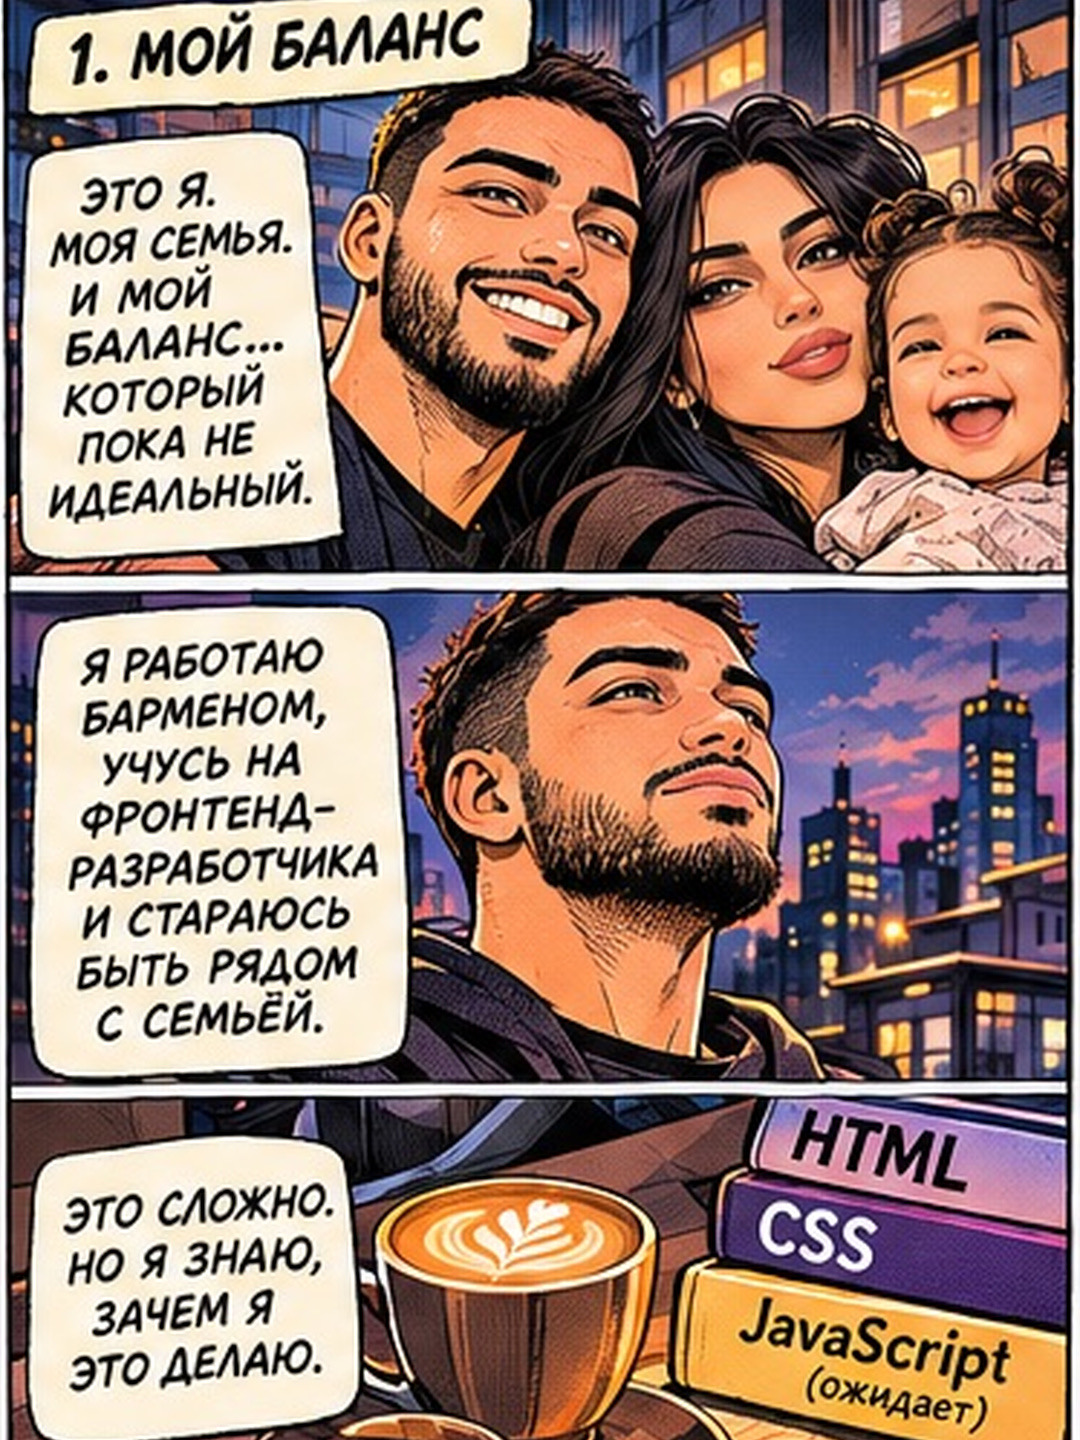 1. МОЙ БАЛАНС
ЭТО Я.
МОЯ СЕМЬЯ.
И МОЙ
БАЛАНС...
КОТОРЫЙ
ПОКА НЕ
ИДЕАЛЬНЫЙ.
Я РАБОТАЮ
БАРМЕНОМ,
УЧУСЬ НА
ФРОНТЕНД-
РАЗРАБОТЧИКА
И СТАРАЮСЬ
БЫТЬ РЯДОМ
С СЕМЬЁЙ.
ЭТО СЛОЖНО.
НО Я ЗНАЮ,
ЗАЧЕМ Я
ЭТО ДЕЛАЮ.
HTML
CSS
JavaScript
(ожидает)